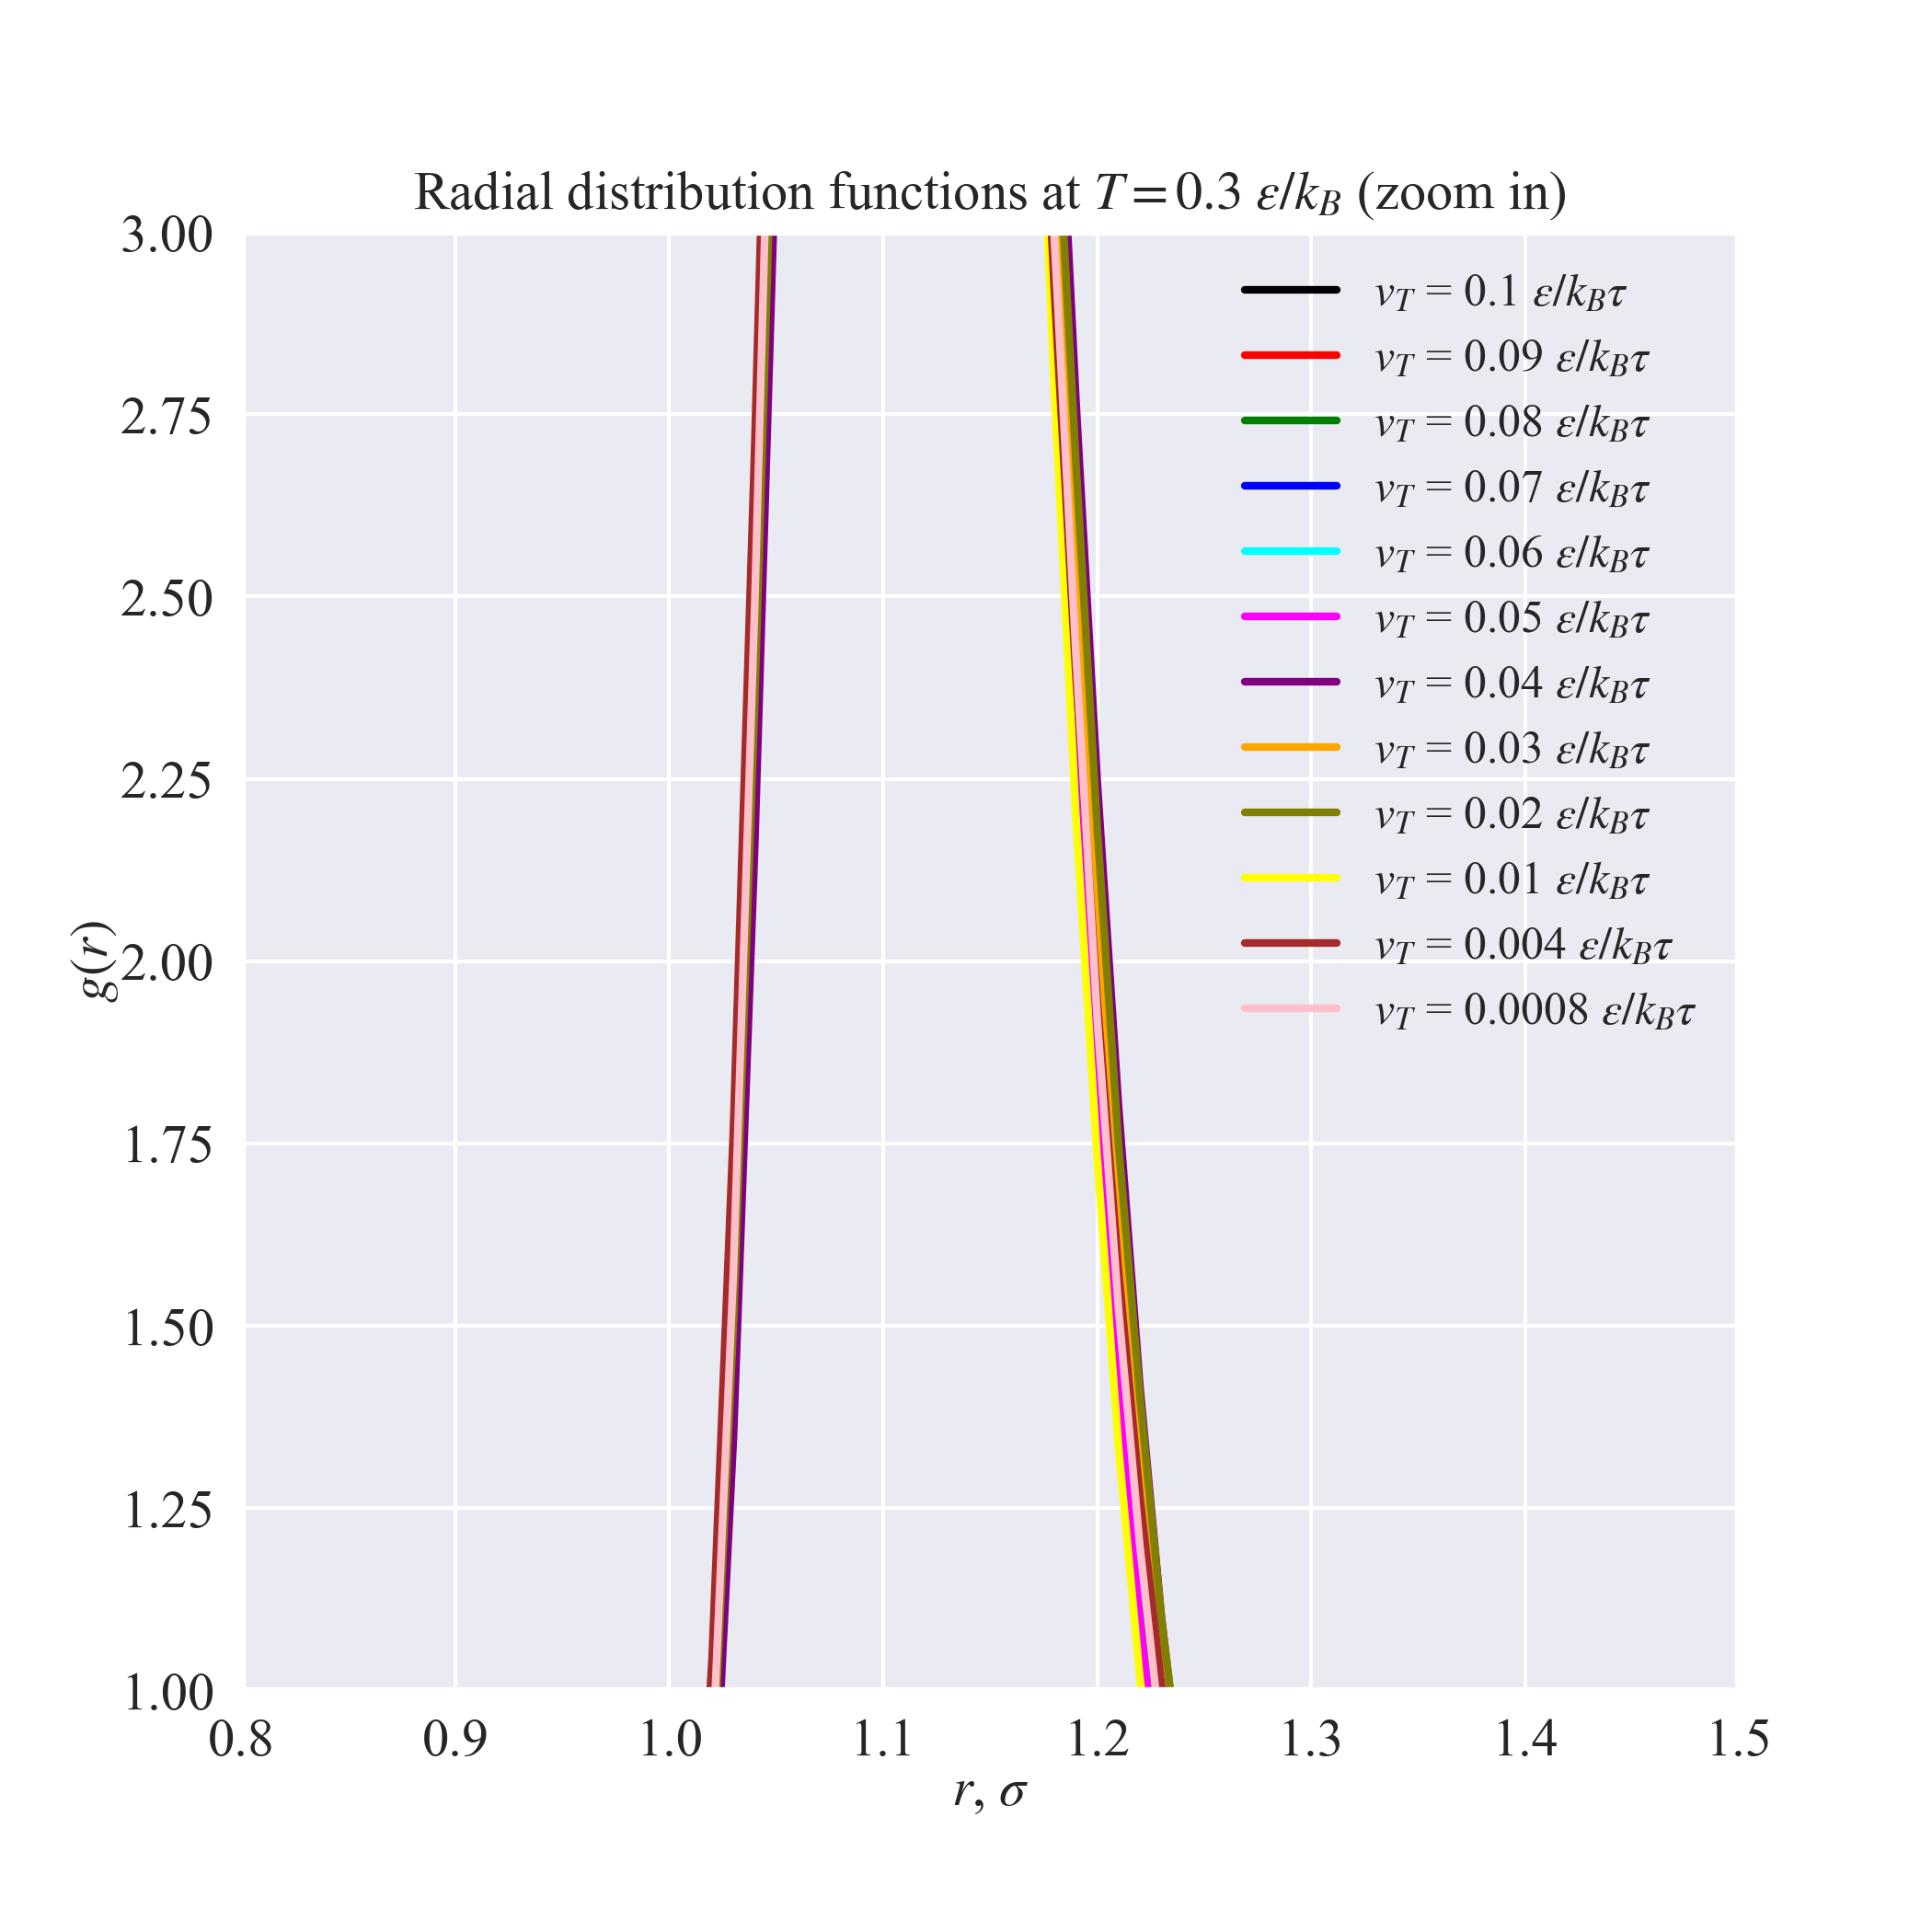 Radial distribution functions at T = 0.3 ε/k_B (zoom in)
3.00
2.75
2.50
2.25
2.00
1.75
1.50
1.25
1.00
g(r)
v_T = 0.1 ε/k_Bτ
v_T = 0.09 ε/k_Bτ
v_T = 0.08 ε/k_Bτ
v_T = 0.07 ε/k_Bτ
v_T = 0.06 ε/k_Bτ
v_T = 0.05 ε/k_Bτ
v_T = 0.04 ε/k_Bτ
v_T = 0.03 ε/k_Bτ
v_T = 0.02 ε/k_Bτ
v_T = 0.01 ε/k_Bτ
v_T = 0.004 ε/k_Bτ
v_T = 0.0008 ε/k_Bτ
0.8 0.9 1.0 1.1 1.2 1.3 1.4 1.5
r, σ